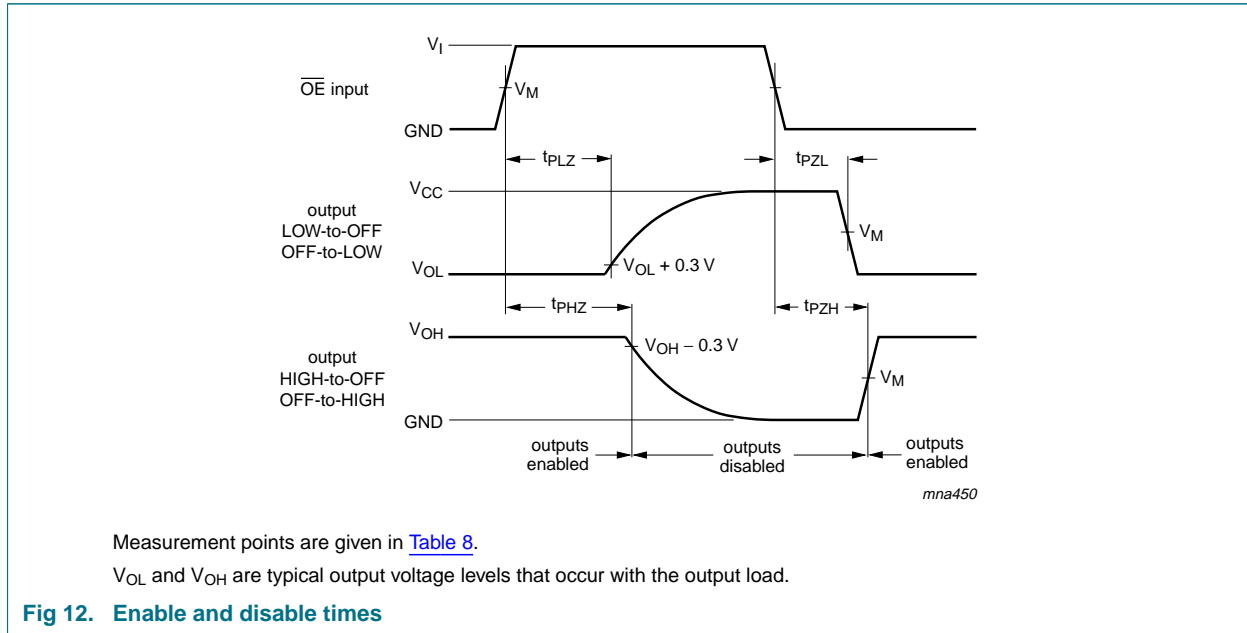 V_I
OE input
V_M
GND
t_PLZ
t_PZL
V_CC
output
LOW-to-OFF
OFF-to-LOW
V_M
V_OL
V_OL + 0.3 V
t_PHZ
t_PZH
V_OH
V_OH − 0.3 V
output
HIGH-to-OFF
OFF-to-HIGH
V_M
GND
outputs
enabled
outputs
disabled
outputs
enabled
mna450
Measurement points are given in Table 8.
V_OL and V_OH are typical output voltage levels that occur with the output load.
Fig 12. Enable and disable times